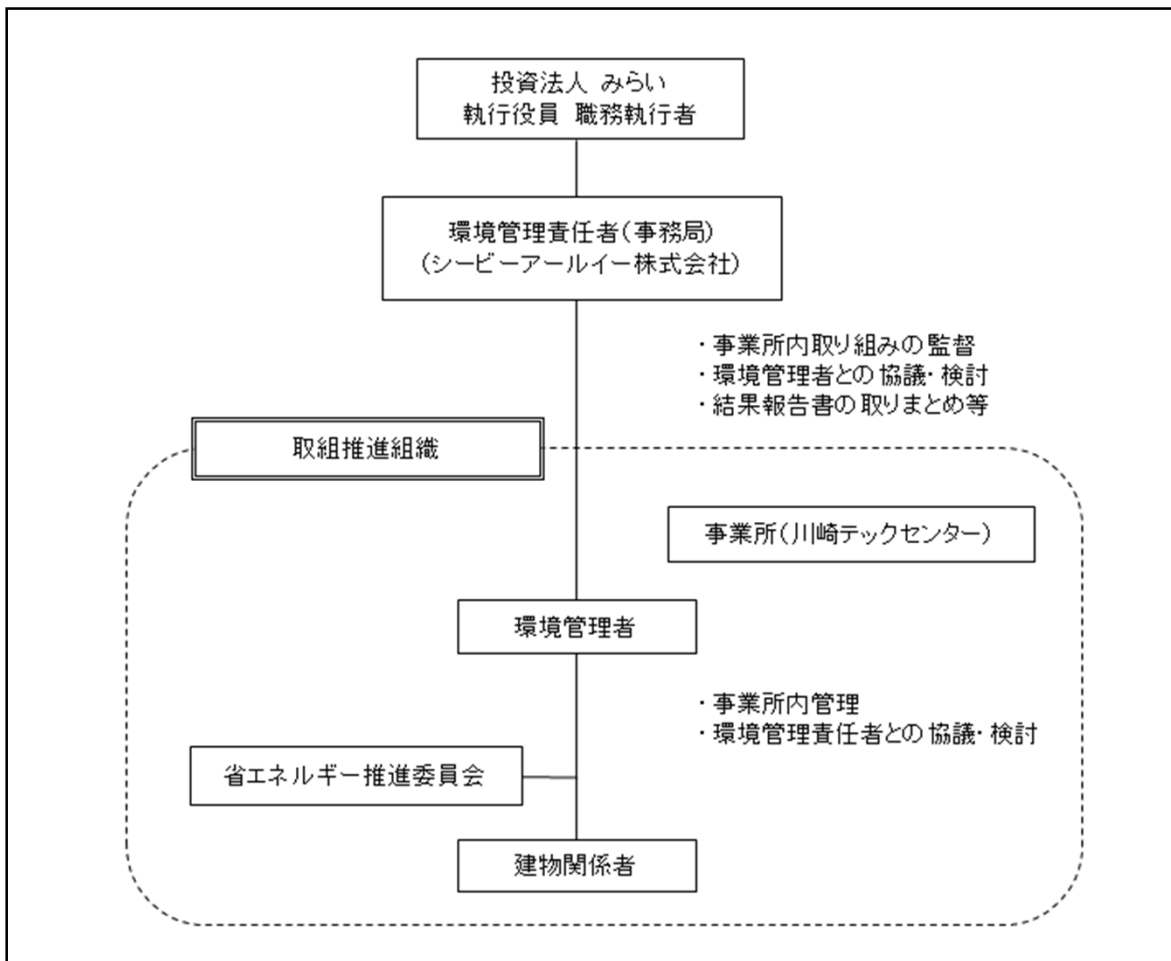 投資法人 みらい
執行役員 職務執行者
環境管理責任者(事務局)
(シービーアールイー株式会社)
・事業所内取り組みの監督
・環境管理者との協議・検討
・結果報告書の取りまとめ等
取組推進組織
事業所(川崎テックセンター)
環境管理者
・事業所内管理
・環境管理責任者との協議・検討
省エネルギー推進委員会
建物関係者